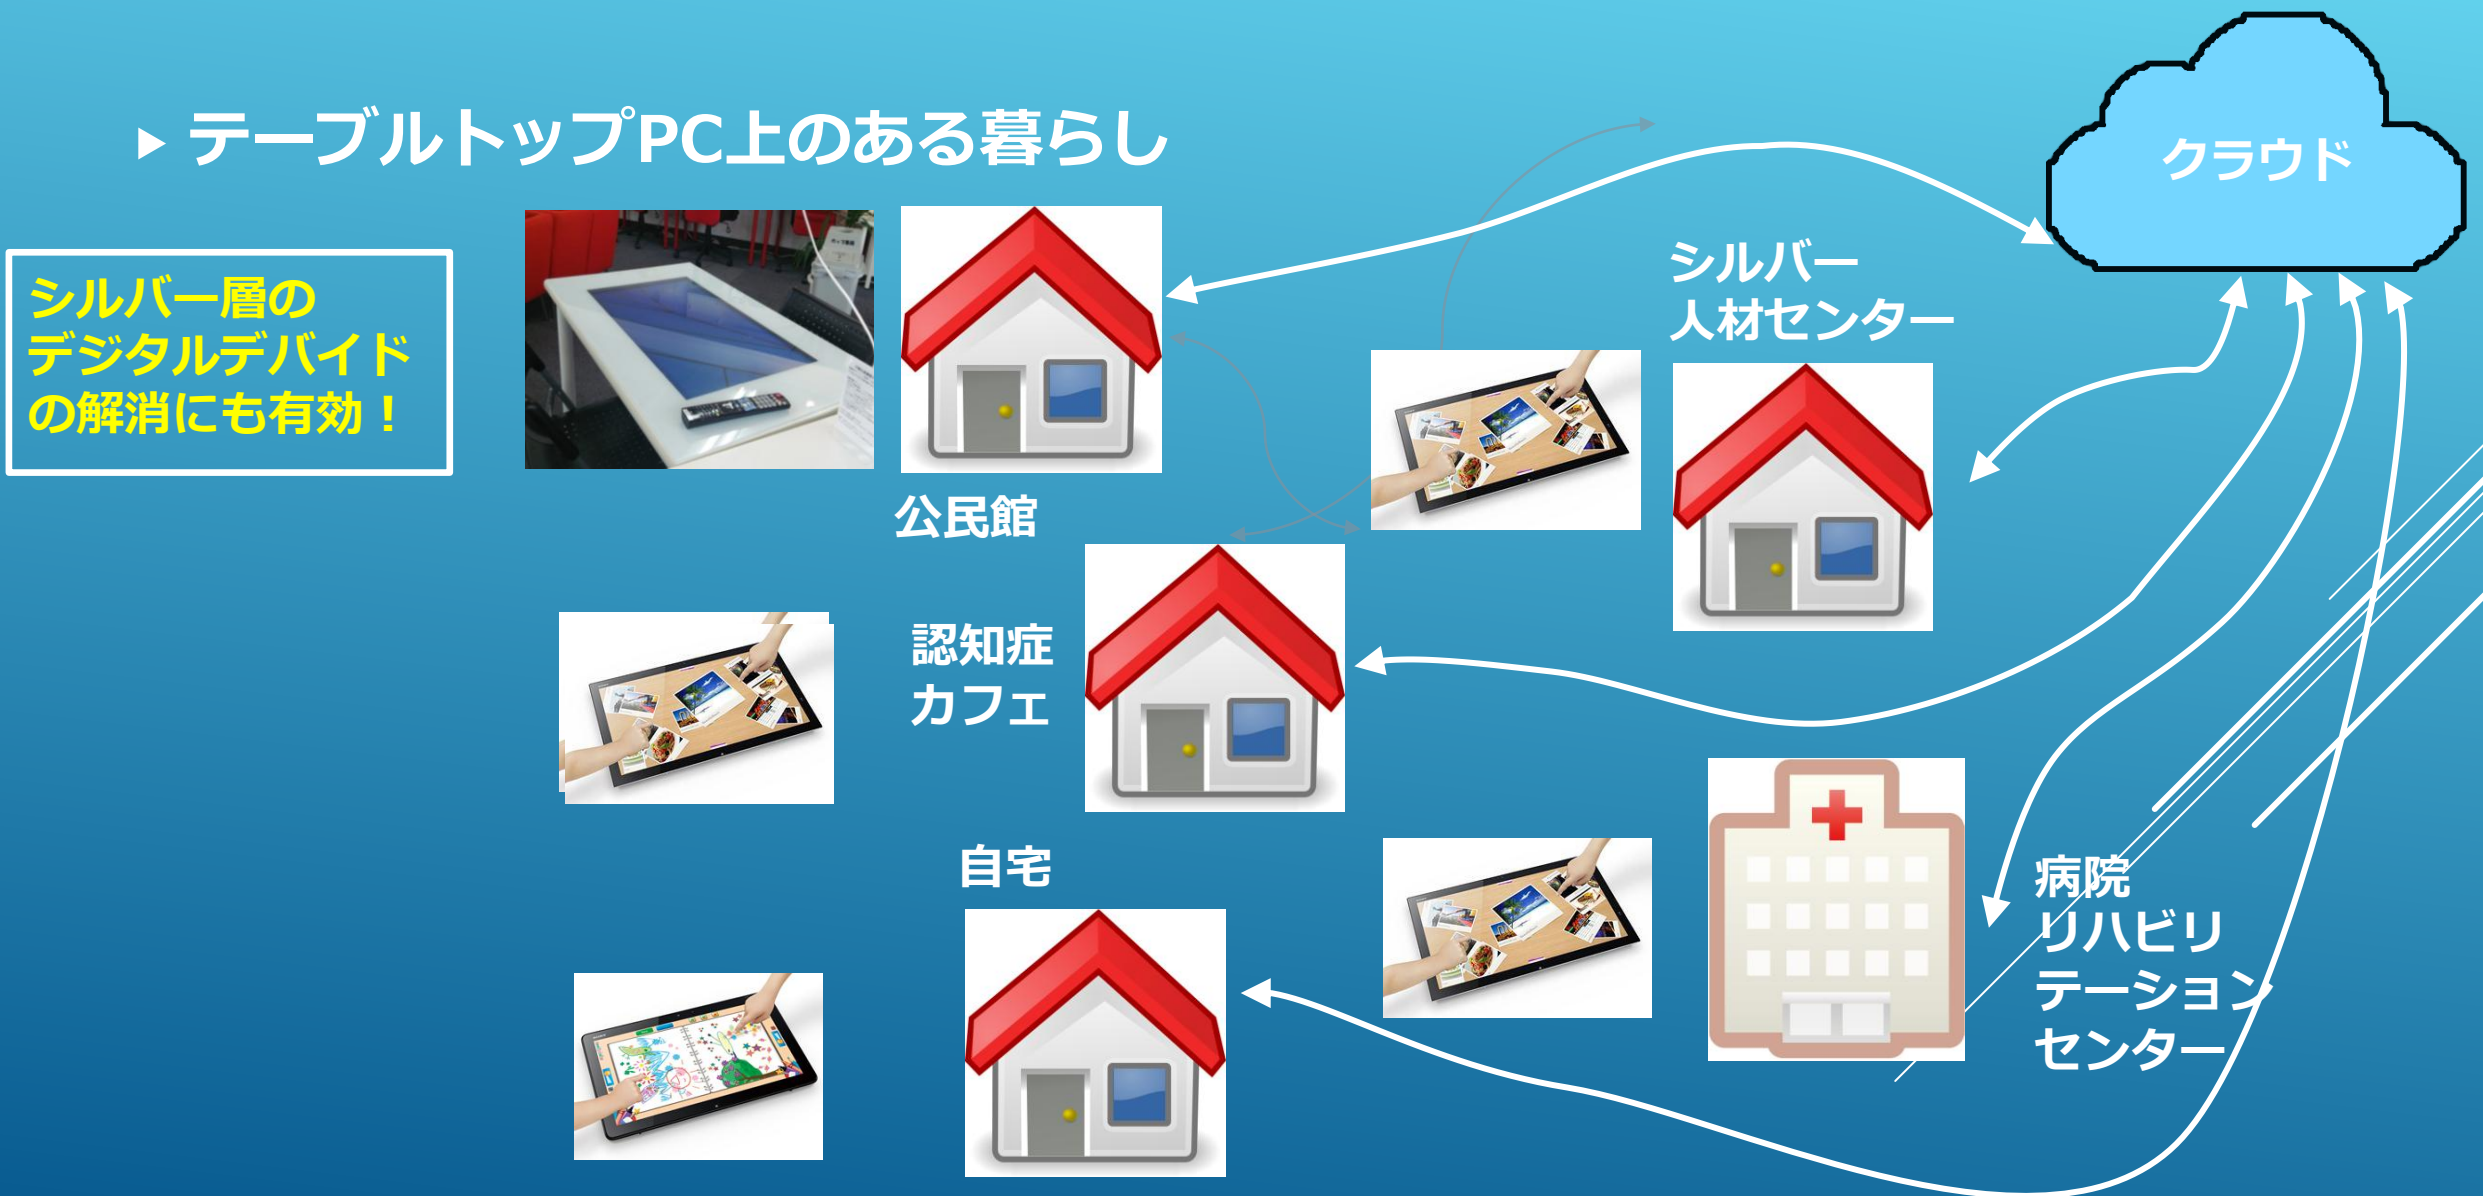 テーブルトップPC上のある暮らし
クラウド
シルバー層の
デジタルデバイド
の解消にも有効！
シルバー
人材センター
公民館
認知症
カフェ
自宅
病院
リハビリ
テーション
センター